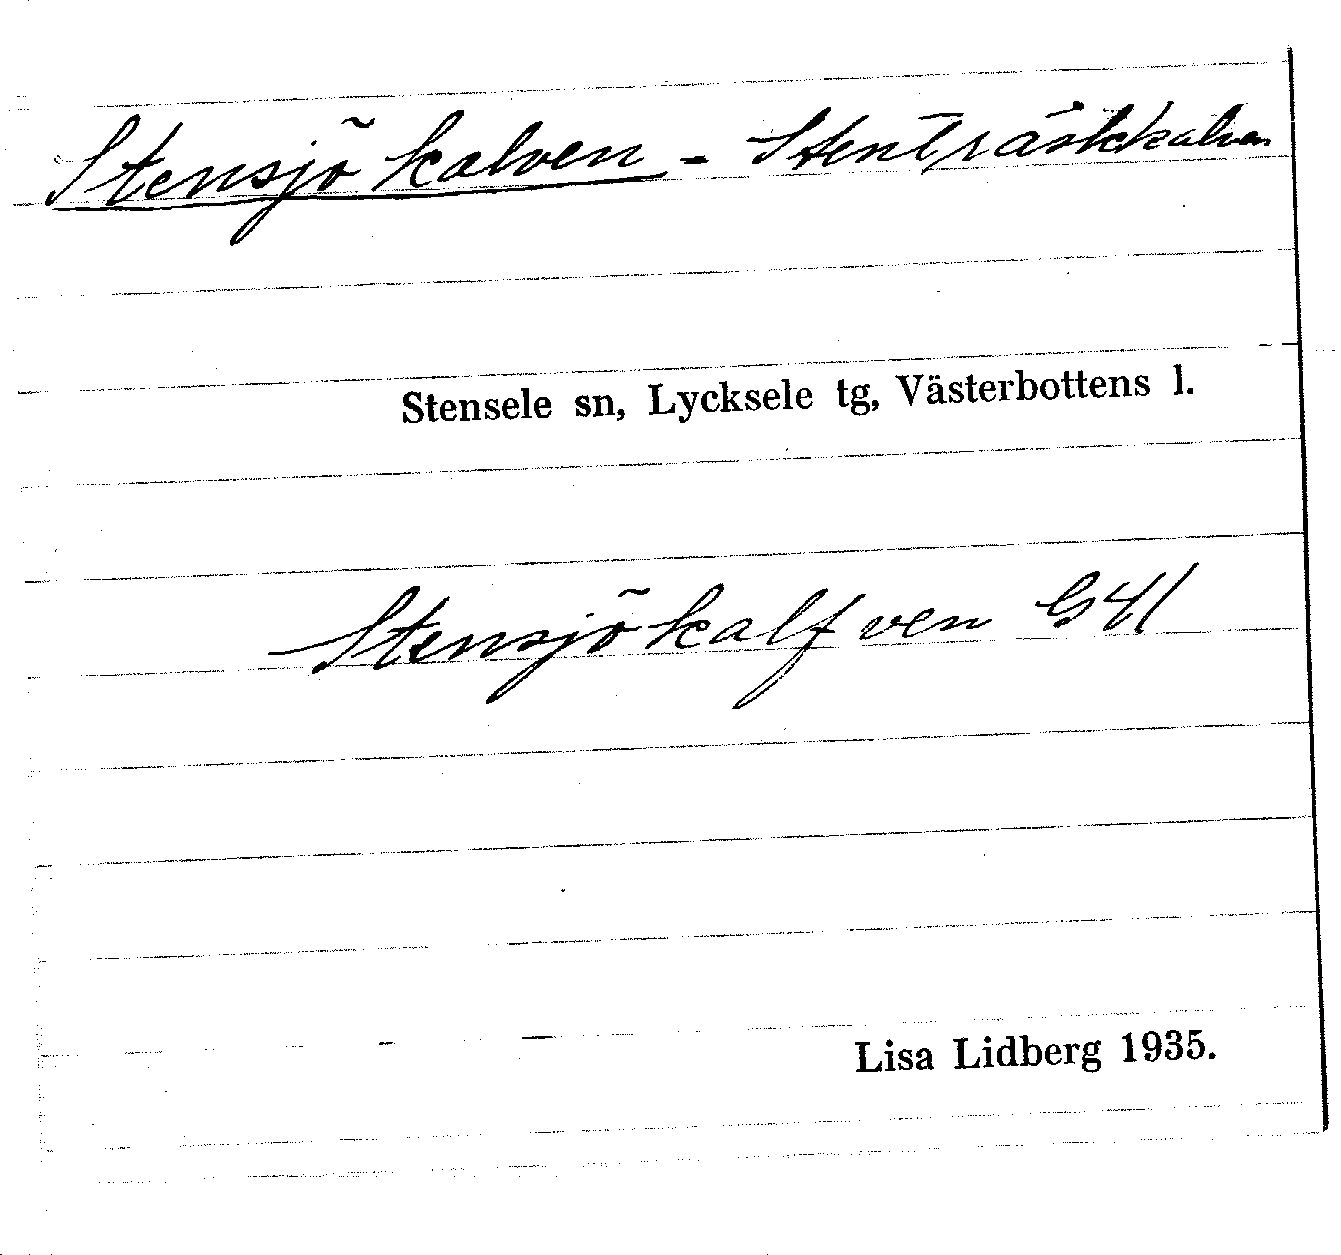 Stensjökalven - Stenträskkalven
Stensele sn, Lycksele tg, Västerbottens l.
Stensjökalfven G41
Lisa Lidberg 1935.